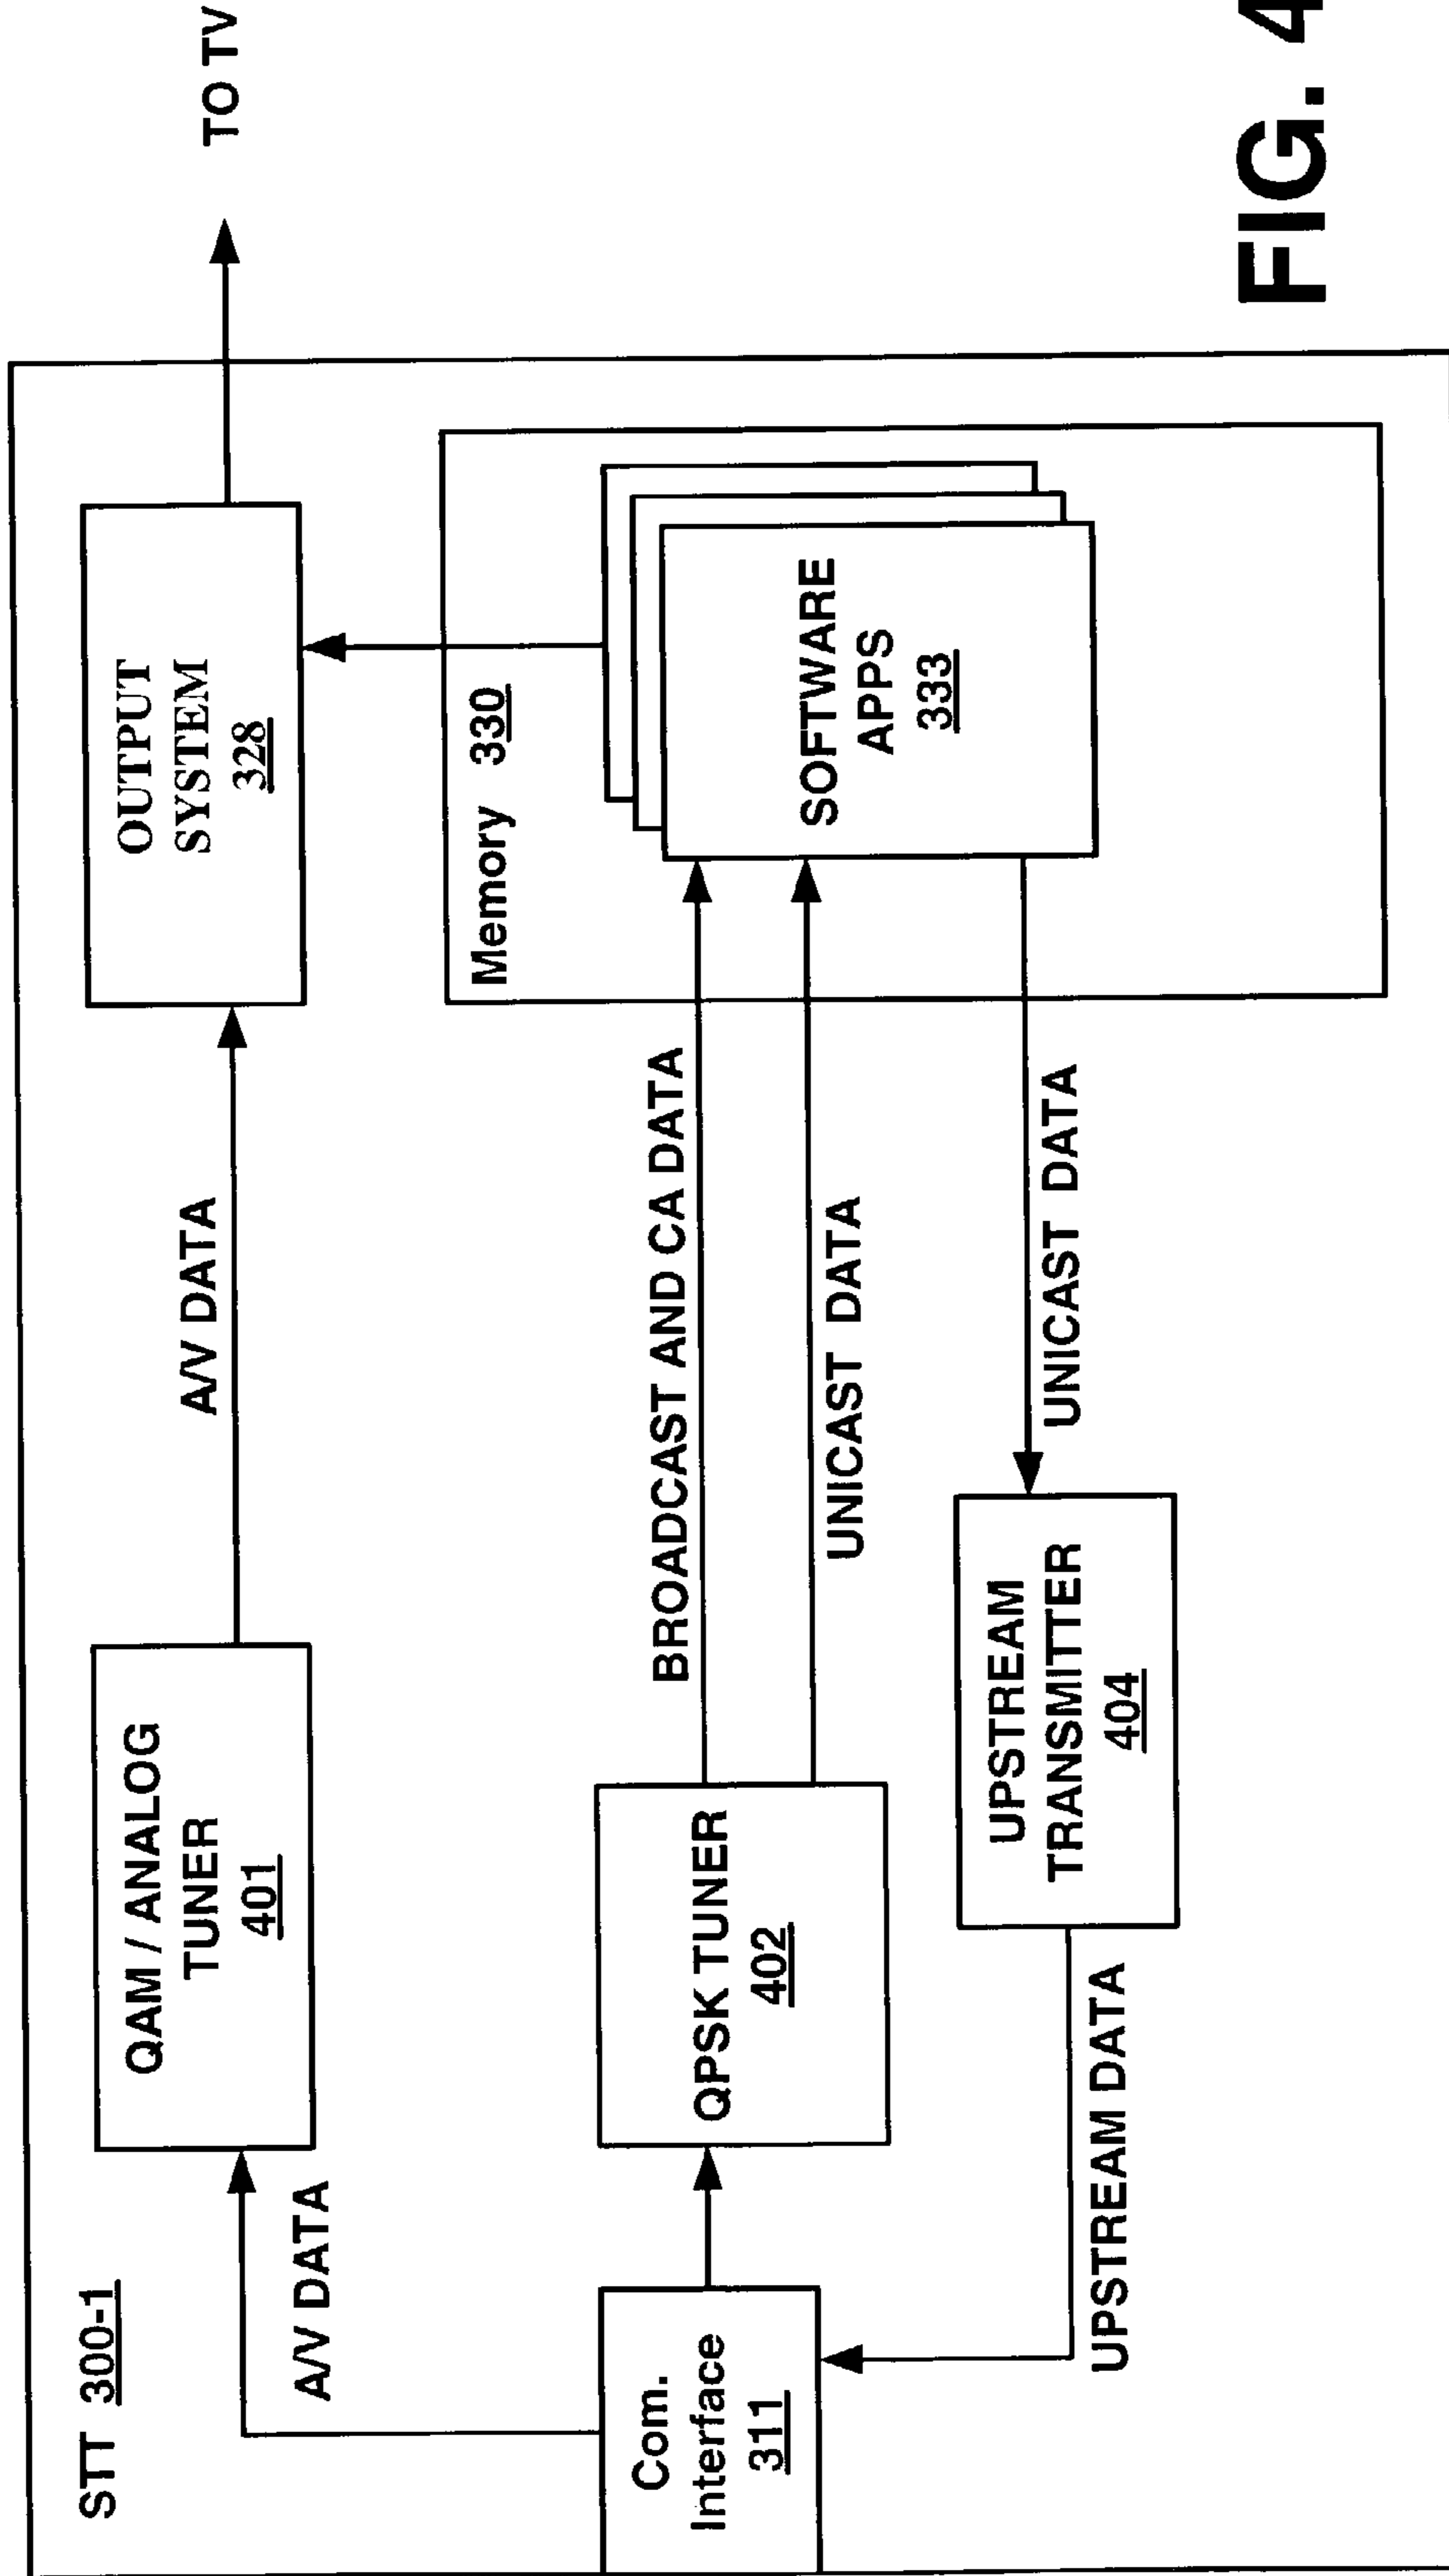 STT 300-1
A/V DATA
QAM / ANALOG
TUNER
401
A/V DATA
OUTPUT
SYSTEM
328
TO TV
Com.
Interface
311
QPSK TUNER
402
BROADCAST AND CA DATA
UNICAST DATA
Memory 330
SOFTWARE
APPS
333
UPSTREAM DATA
UPSTREAM
TRANSMITTER
404
UNICAST DATA
FIG. 4